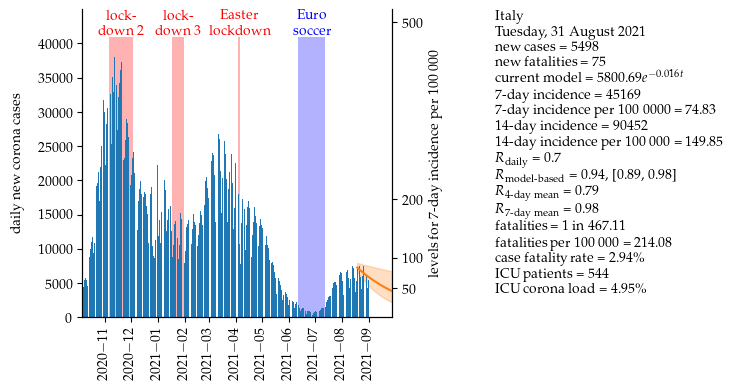 lock-
down 2
lock-
down 3
Easter
lockdown
Euro
soccer
daily new corona cases
40000
35000
30000
25000
20000
15000
10000
5000
0
2020−11
2020−12
2021−01
2021−02
2021−03
2021−04
2021−05
2021−06
2021−07
2021−08
2021−09
500
200
100
50
levels for 7-day incidence per 100 000
Italy
Tuesday, 31 August 2021
new cases = 5498
new fatalities = 75
current model = 5800.69e^{−0.016t}
7-day incidence = 45169
7-day incidence per 100 0000 = 74.83
14-day incidence = 90452
14-day incidence per 100 000 = 149.85
R_daily = 0.7
R_model-based = 0.94, [0.89, 0.98]
R_4-day mean = 0.79
R_7-day mean = 0.98
fatalities = 1 in 467.11
fatalities per 100 000 = 214.08
case fatality rate = 2.94%
ICU patients = 544
ICU corona load = 4.95%